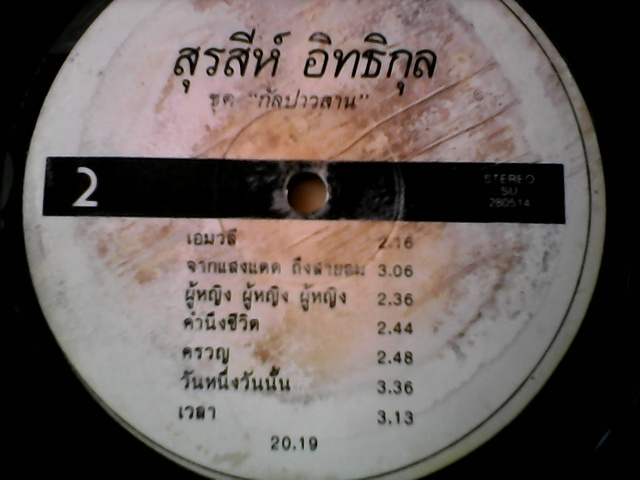 สุรสีห์ อิทธิกุล
ชุด "กัลปาวสาน"
2
STEREO
SU
280514
เอมวลี 2.16
จากแสงแดด ถึงสายลม 3.06
ผู้หญิง ผู้หญิง ผู้หญิง 2.36
คำนึงชีวิต 2.44
ครวญ 2.48
วันหนึ่งวันนั้น 3.36
เวลา 3.13
20.19